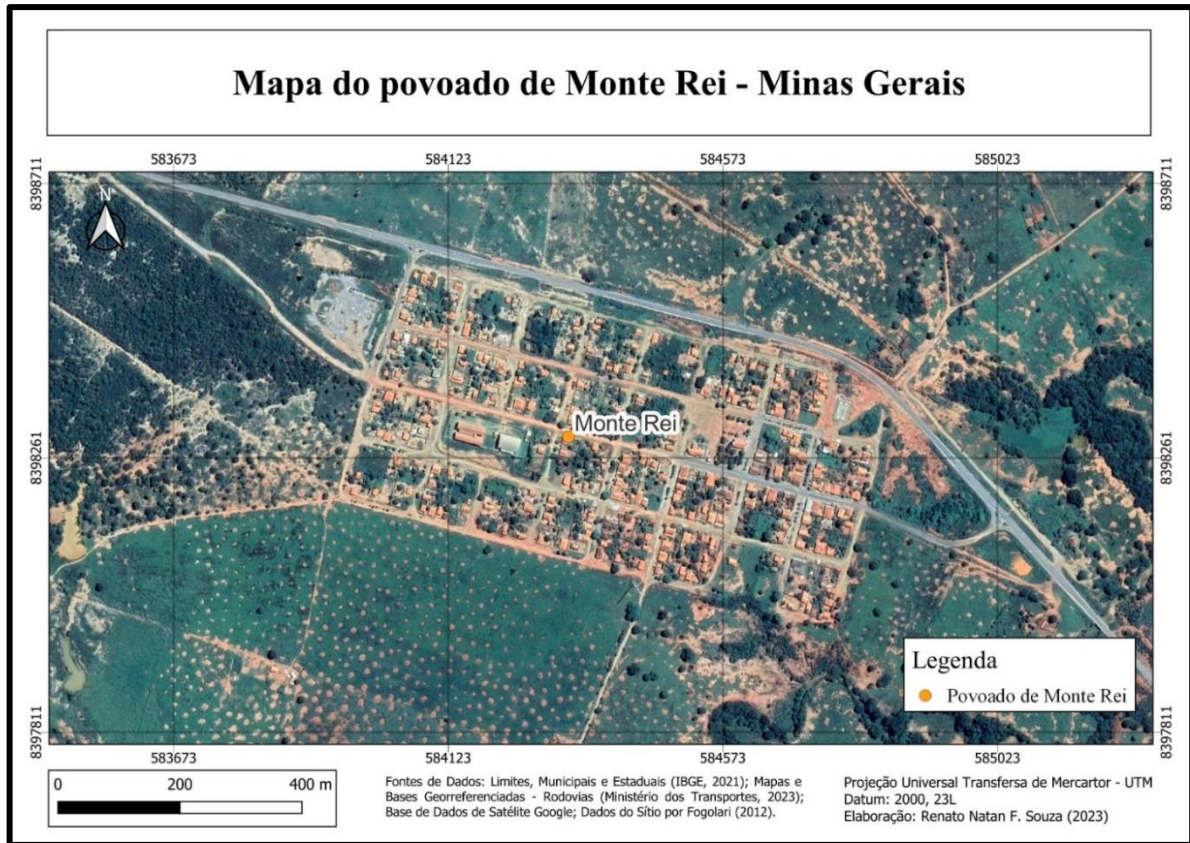 Mapa do povoado de Monte Rei - Minas Gerais
583673 584123 584573 585023
8398711 8398711
N
Monte Rei
8398261 8398261
Legenda
Povoado de Monte Rei
8397811 8397811
583673 584123 584573 585023
0 200 400 m
Fontes de Dados: Limites, Municipais e Estaduais (IBGE, 2021); Mapas e
Bases Georreferenciadas - Rodovias (Ministério dos Transportes, 2023);
Base de Dados de Satélite Google; Dados do Sítio por Fogolari (2012).
Projeção Universal Transfersa de Mercartor - UTM
Datum: 2000, 23L
Elaboração: Renato Natan F. Souza (2023)